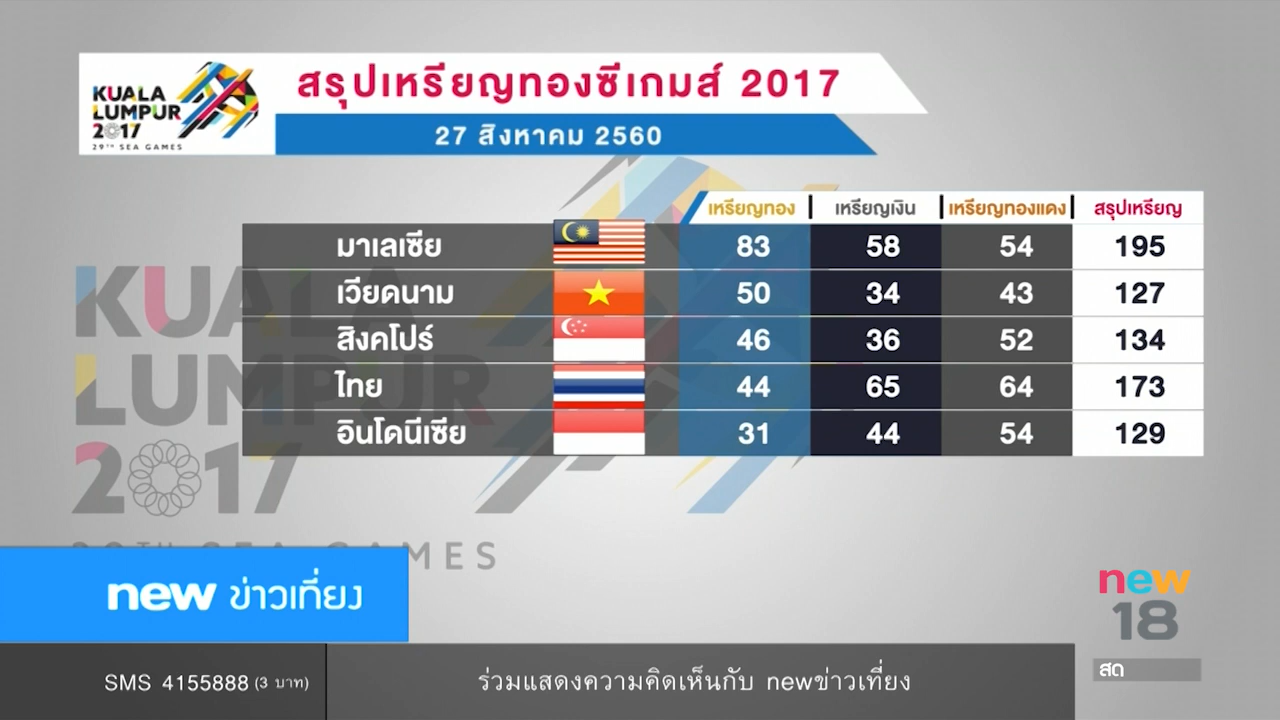 KUALA
LUMPUR
2017
29TH SEA GAMES
สรุปเหรียญทองซีเกมส์ 2017
27 สิงหาคม 2560
เหรียญทอง เหรียญเงิน เหรียญทองแดง สรุปเหรียญ
มาเลเซีย 83 58 54 195
เวียดนาม 50 34 43 127
สิงคโปร์ 46 36 52 134
ไทย 44 65 64 173
อินโดนีเซีย 31 44 54 129
KUALA
LUMPUR
2017
29TH SEA GAMES
new ข่าวเที่ยง
new
18
สด
SMS 4155888 (3 บาท) ร่วมแสดงความคิดเห็นกับ newข่าวเที่ยง